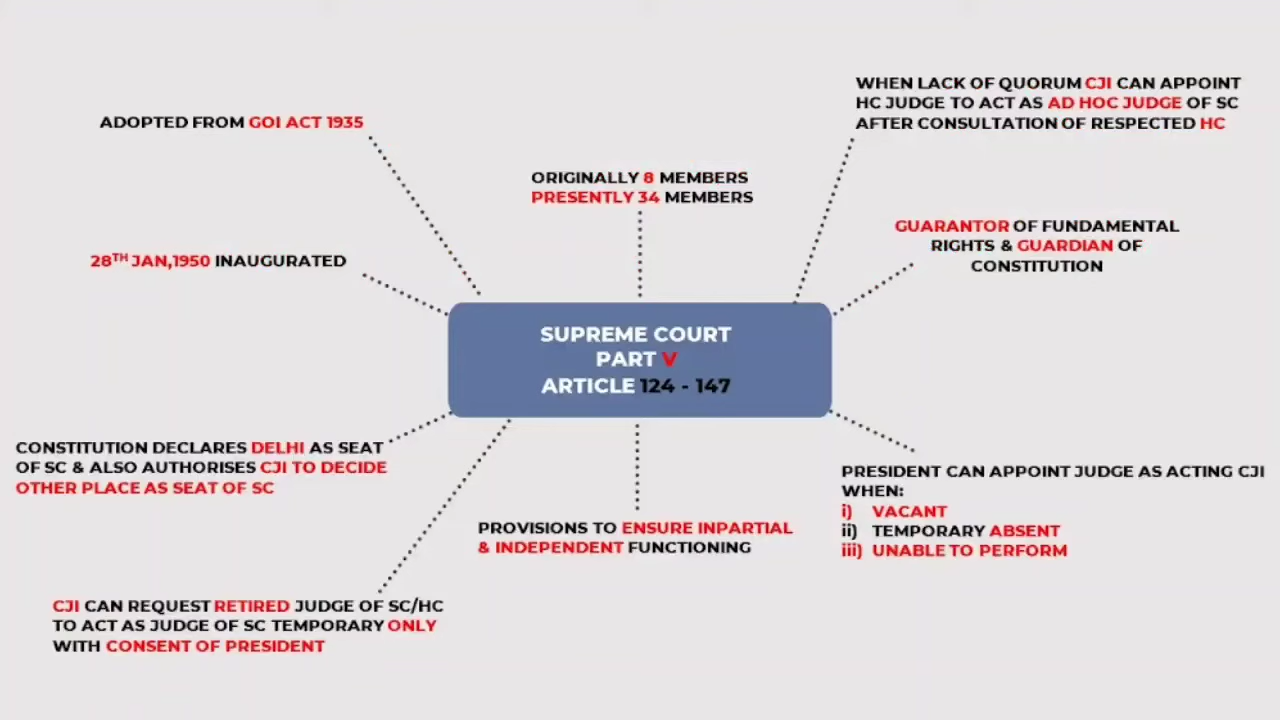 ADOPTED FROM GOI ACT 1935
ORIGINALLY 8 MEMBERS
PRESENTLY 34 MEMBERS
WHEN LACK OF QUORUM CJI CAN APPOINT
HC JUDGE TO ACT AS AD HOC JUDGE OF SC
AFTER CONSULTATION OF RESPECTED HC
28TH JAN,1950 INAUGURATED
GUARANTOR OF FUNDAMENTAL
RIGHTS & GUARDIAN OF
CONSTITUTION
SUPREME COURT
PART V
ARTICLE 124 - 147
CONSTITUTION DECLARES DELHI AS SEAT
OF SC & ALSO AUTHORISES CJI TO DECIDE
OTHER PLACE AS SEAT OF SC
PROVISIONS TO ENSURE INPARTIAL
& INDEPENDENT FUNCTIONING
PRESIDENT CAN APPOINT JUDGE AS ACTING CJI
WHEN:
i) VACANT
ii) TEMPORARY ABSENT
iii) UNABLE TO PERFORM
CJI CAN REQUEST RETIRED JUDGE OF SC/HC
TO ACT AS JUDGE OF SC TEMPORARY ONLY
WITH CONSENT OF PRESIDENT